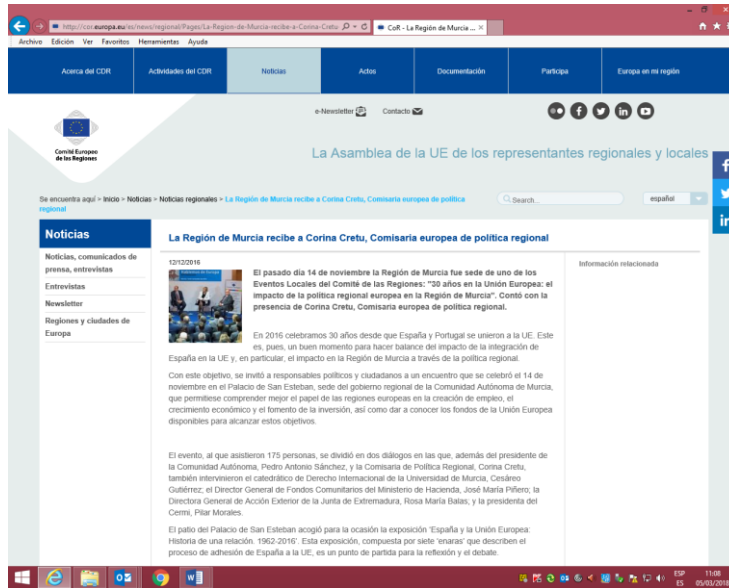 http://cor.europa.eu/es/news/regional/Pages/La-Region-de-Murcia-recibe-a-Corina-Cretu-
CoR - La Región de Murcia ...
Archivo Edición Ver Favoritos Herramientas Ayuda
Acerca del CDR Actividades del CDR Noticias Actos Documentación Participa Europa en mi región
e-Newsletter Contacto
Comité Europeo
de las Regiones
La Asamblea de la UE de los representantes regionales y locales
Se encuentra aquí > Inicio > Noticias > Noticias regionales > La Región de Murcia recibe a Corina Cretu, Comisaria europea de política
regional
Search... español
Noticias
Noticias, comunicados de
prensa, entrevistas
Entrevistas
Newsletter
Regiones y ciudades de
Europa
La Región de Murcia recibe a Corina Cretu, Comisaria europea de política regional
12/12/2016
El pasado día 14 de noviembre la Región de Murcia fue sede de uno de los
Eventos Locales del Comité de las Regiones: "30 años en la Unión Europea: el
impacto de la política regional europea en la Región de Murcia". Contó con la
presencia de Corina Cretu, Comisaria europea de política regional.
En 2016 celebramos 30 años desde que España y Portugal se unieron a la UE. Este
es, pues, un buen momento para hacer balance del impacto de la integración de
España en la UE y, en particular, el impacto en la Región de Murcia a través de la política regional.
Con este objetivo, se invitó a responsables políticos y ciudadanos a un encuentro que se celebró el 14 de
noviembre en el Palacio de San Esteban, sede del gobierno regional de la Comunidad Autónoma de Murcia,
que permitiese comprender mejor el papel de las regiones europeas en la creación de empleo, el
crecimiento económico y el fomento de la inversión, así como dar a conocer los fondos de la Unión Europea
disponibles para alcanzar estos objetivos.
El evento, al que asistieron 175 personas, se dividió en dos diálogos en las que, además del presidente de
la Comunidad Autónoma, Pedro Antonio Sánchez, y la Comisaria de Política Regional, Corina Cretu,
también intervinieron el catedrático de Derecho Internacional de la Universidad de Murcia, Cesáreo
Gutiérrez; el Director General de Fondos Comunitarios del Ministerio de Hacienda, José María Piñero; la
Directora General de Acción Exterior de la Junta de Extremadura, Rosa María Balas; y la presidenta del
Cermi, Pilar Morales.
El patio del Palacio de San Esteban acogió para la ocasión la exposición 'España y la Unión Europea:
Historia de una relación. 1962-2016'. Esta exposición, compuesta por siete 'enaras' que describen el
proceso de adhesión de España a la UE, es un punto de partida para la reflexión y el debate.
Información relacionada
ESP 11:08
ES 05/03/2018